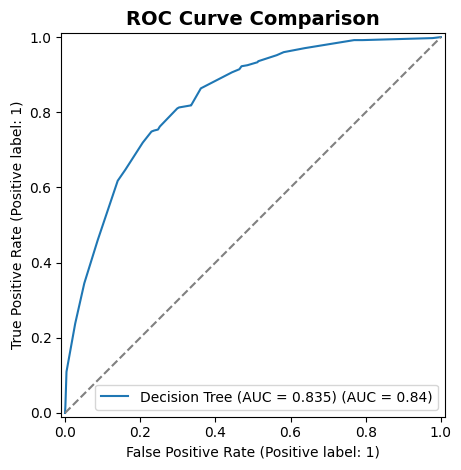 ROC Curve Comparison
True Positive Rate (Positive label: 1)
1.0
0.8
0.6
0.4
0.2
0.0
Decision Tree (AUC = 0.835) (AUC = 0.84)
0.0 0.2 0.4 0.6 0.8 1.0
False Positive Rate (Positive label: 1)